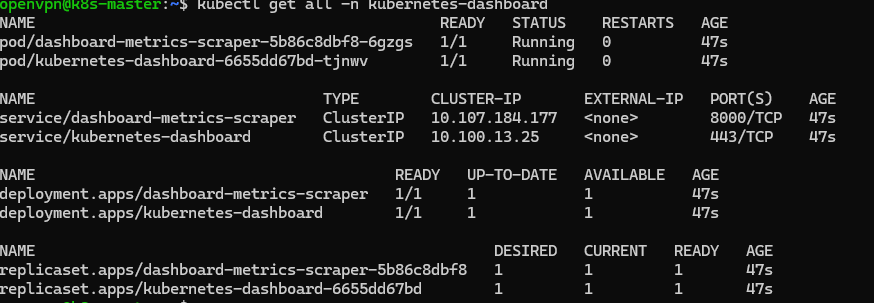 openvpn@k8s-master:~$ kubectl get all -n kubernetes-dashboard
NAME READY STATUS RESTARTS AGE
pod/dashboard-metrics-scraper-5b86c8dbf8-6gzgs 1/1 Running 0 47s
pod/kubernetes-dashboard-6655dd67bd-tjnwv 1/1 Running 0 47s
NAME TYPE CLUSTER-IP EXTERNAL-IP PORT(S) AGE
service/dashboard-metrics-scraper ClusterIP 10.107.184.177 <none> 8000/TCP 47s
service/kubernetes-dashboard ClusterIP 10.100.13.25 <none> 443/TCP 47s
NAME READY UP-TO-DATE AVAILABLE AGE
deployment.apps/dashboard-metrics-scraper 1/1 1 1 47s
deployment.apps/kubernetes-dashboard 1/1 1 1 47s
NAME DESIRED CURRENT READY AGE
replicaset.apps/dashboard-metrics-scraper-5b86c8dbf8 1 1 1 47s
replicaset.apps/kubernetes-dashboard-6655dd67bd 1 1 1 47s